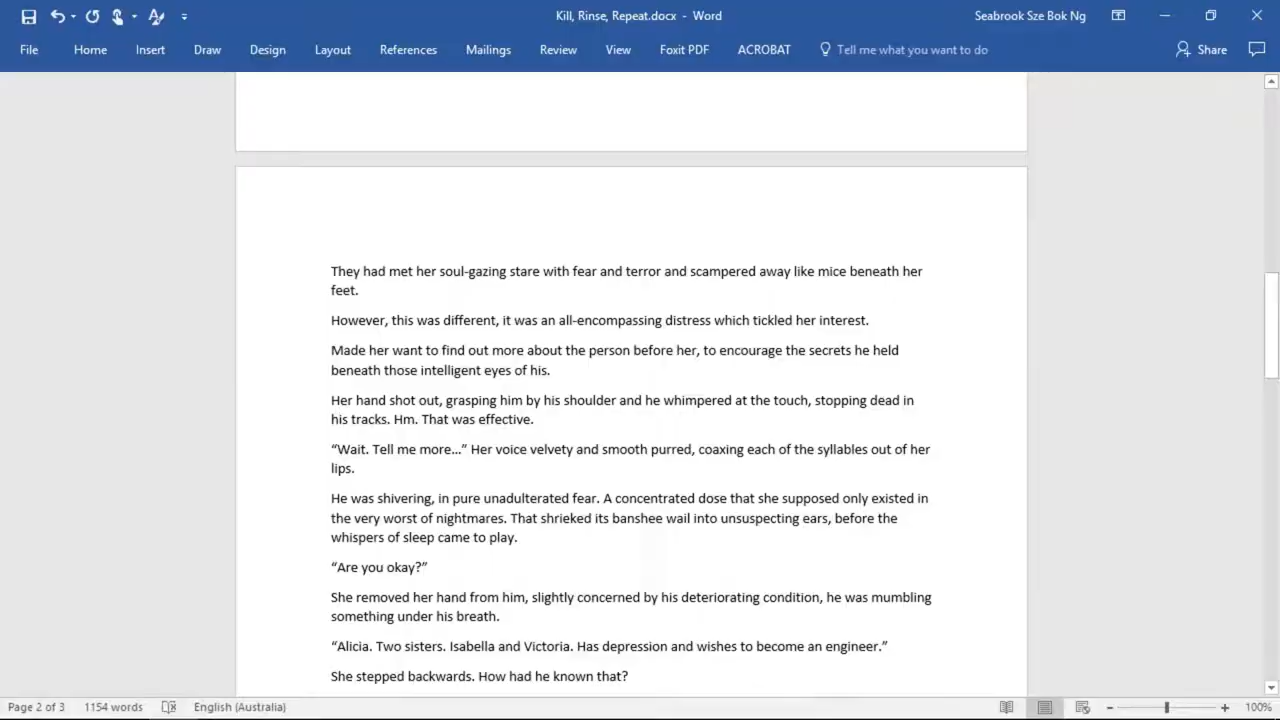 Kill, Rinse, Repeat.docx - Word
Seabrook Sze Bok Ng
File Home Insert Draw Design Layout References Mailings Review View Foxit PDF ACROBAT Tell me what you want to do Share
They had met her soul-gazing stare with fear and terror and scampered away like mice beneath her
feet.
However, this was different, it was an all-encompassing distress which tickled her interest.
Made her want to find out more about the person before her, to encourage the secrets he held
beneath those intelligent eyes of his.
Her hand shot out, grasping him by his shoulder and he whimpered at the touch, stopping dead in
his tracks. Hm. That was effective.
“Wait. Tell me more…” Her voice velvety and smooth purred, coaxing each of the syllables out of her
lips.
He was shivering, in pure unadulterated fear. A concentrated dose that she supposed only existed in
the very worst of nightmares. That shrieked its banshee wail into unsuspecting ears, before the
whispers of sleep came to play.
“Are you okay?”
She removed her hand from him, slightly concerned by his deteriorating condition, he was mumbling
something under his breath.
“Alicia. Two sisters. Isabella and Victoria. Has depression and wishes to become an engineer.”
She stepped backwards. How had he known that?
Page 2 of 3 1154 words English (Australia) 100%